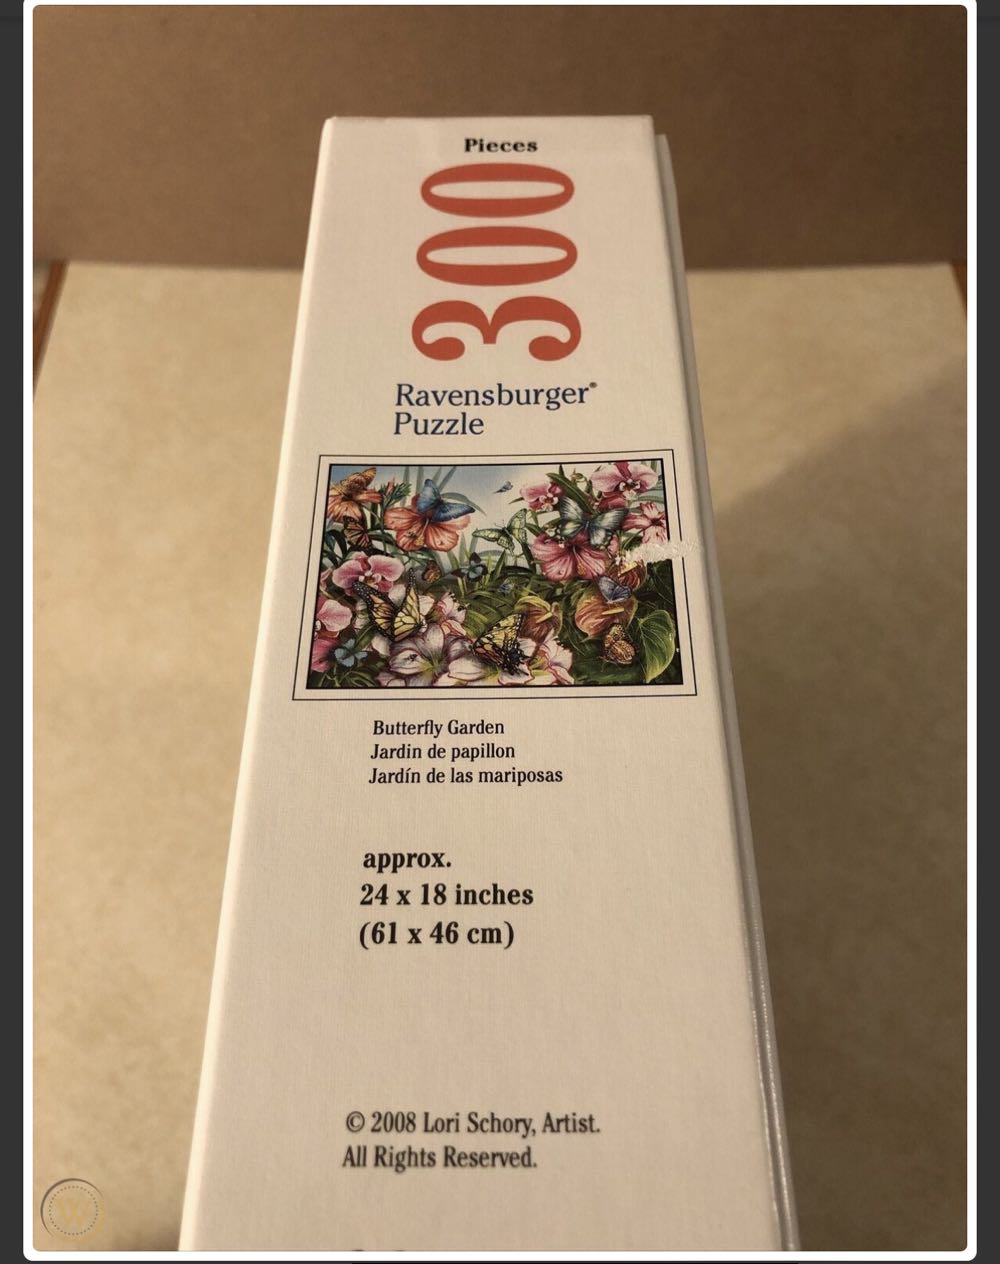 Pieces
300
Ravensburger®
Puzzle
Butterfly Garden
Jardin de papillon
Jardín de las mariposas
approx.
24 x 18 inches
(61 x 46 cm)
© 2008 Lori Schory, Artist.
All Rights Reserved.
W